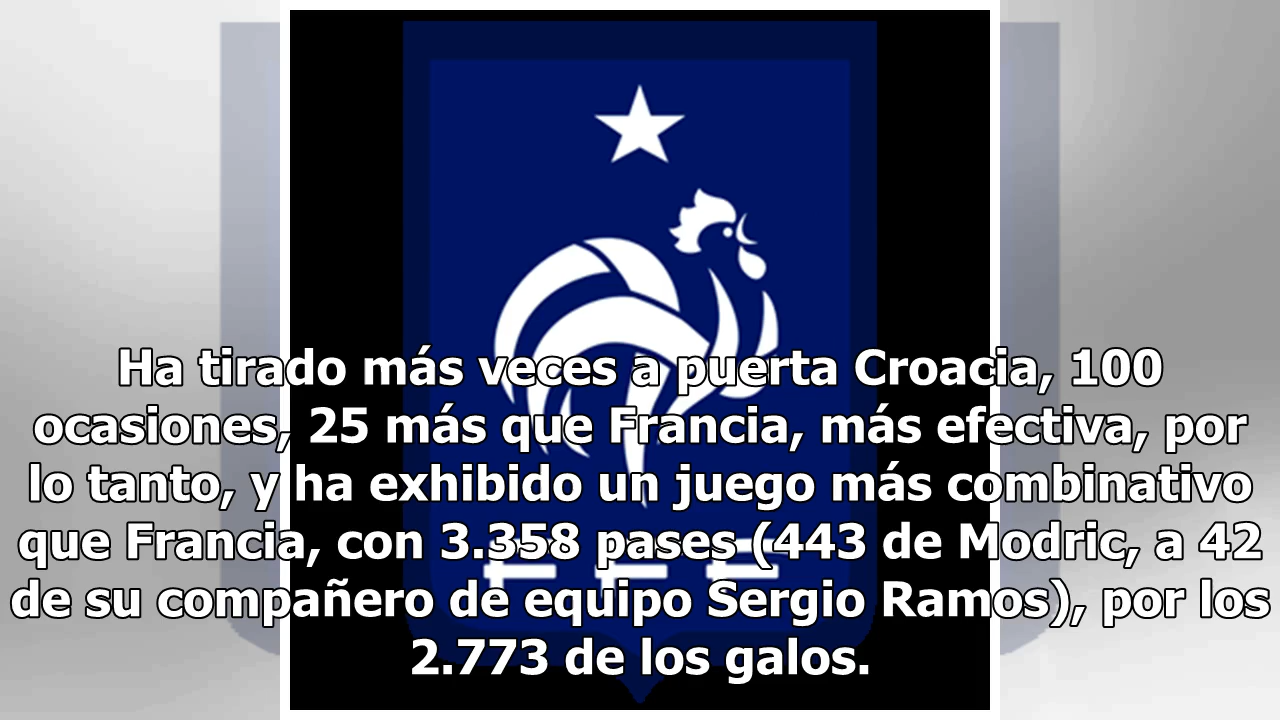 Ha tirado más veces a puerta Croacia, 100
ocasiones, 25 más que Francia, más efectiva, por
lo tanto, y ha exhibido un juego más combinativo
que Francia, con 3.358 pases (443 de Modric, a 42
de su compañero de equipo Sergio Ramos), por los
2.773 de los galos.